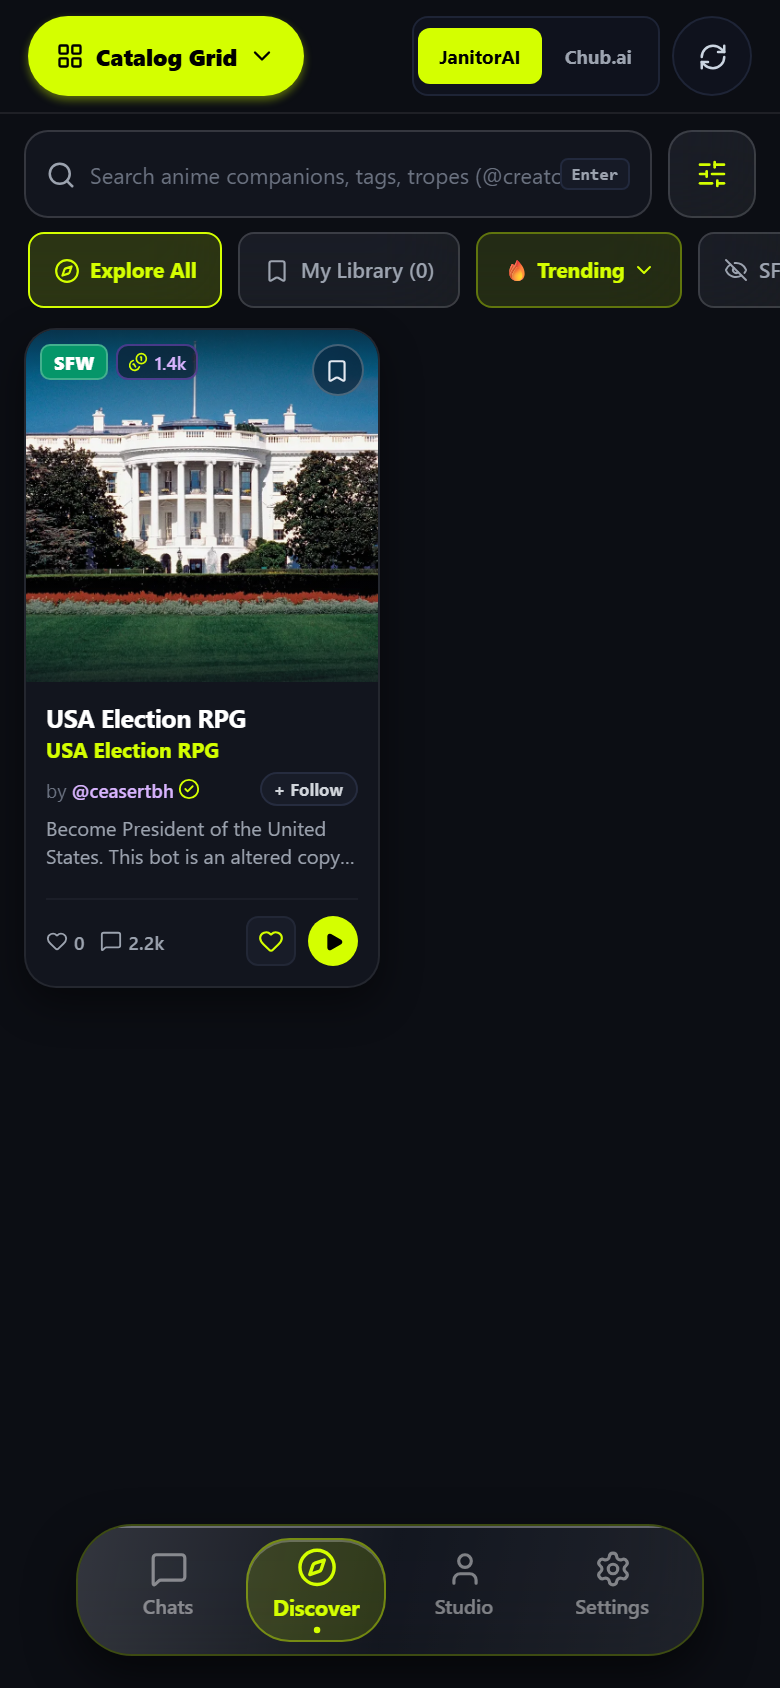 Catalog Grid
JanitorAI
Chub.ai
Search anime companions, tags, tropes (@creatc
Enter
Explore All
My Library (0)
Trending
SF
SFW
1.4k
USA Election RPG
USA Election RPG
by @ceasertbh
+ Follow
Become President of the United
States. This bot is an altered copy...
0
2.2k
Chats
Discover
Studio
Settings